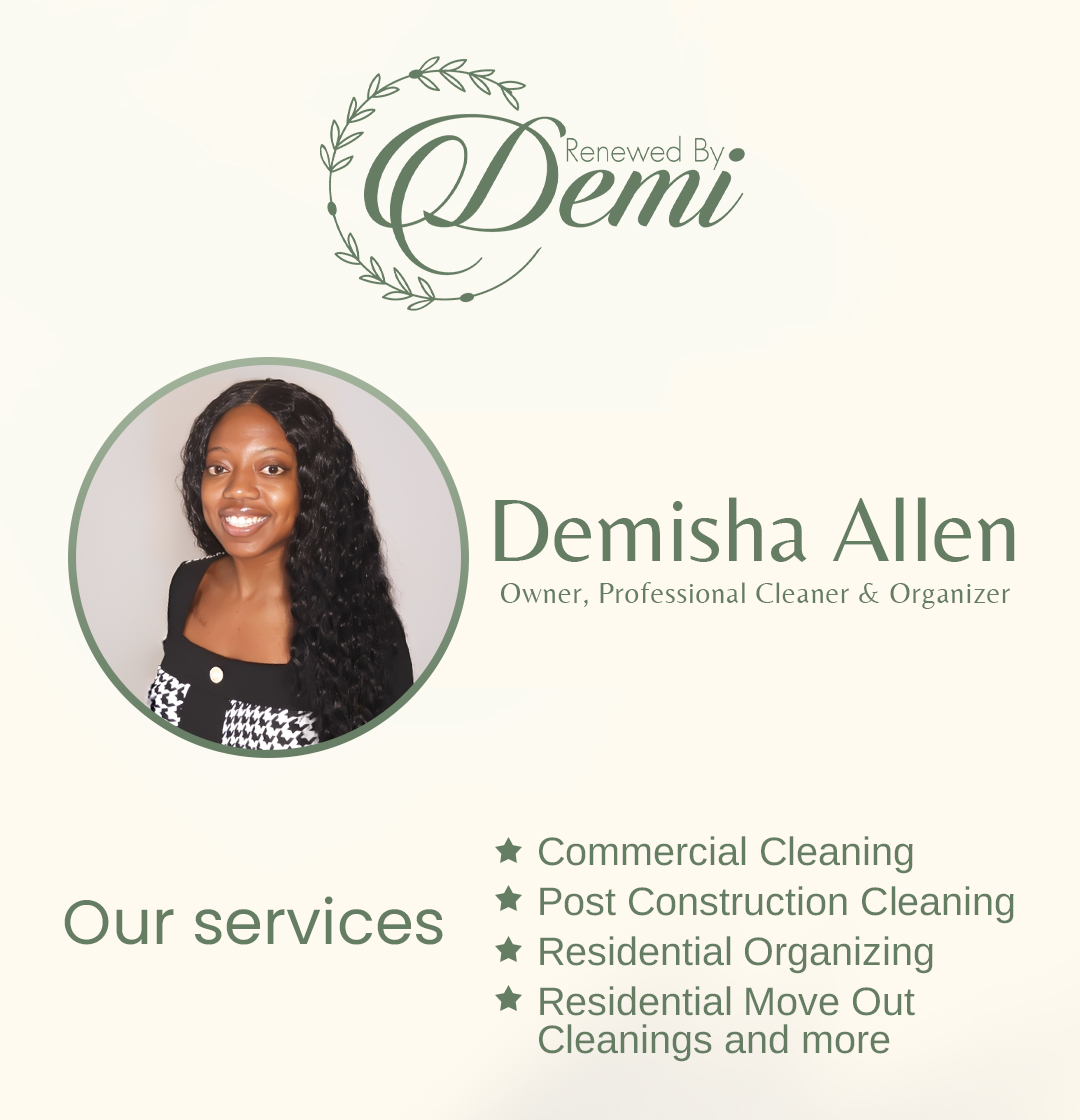 Renewed By
Demi
Demisha Allen
Owner, Professional Cleaner & Organizer
Our services
Commercial Cleaning
Post Construction Cleaning
Residential Organizing
Residential Move Out
Cleanings and more